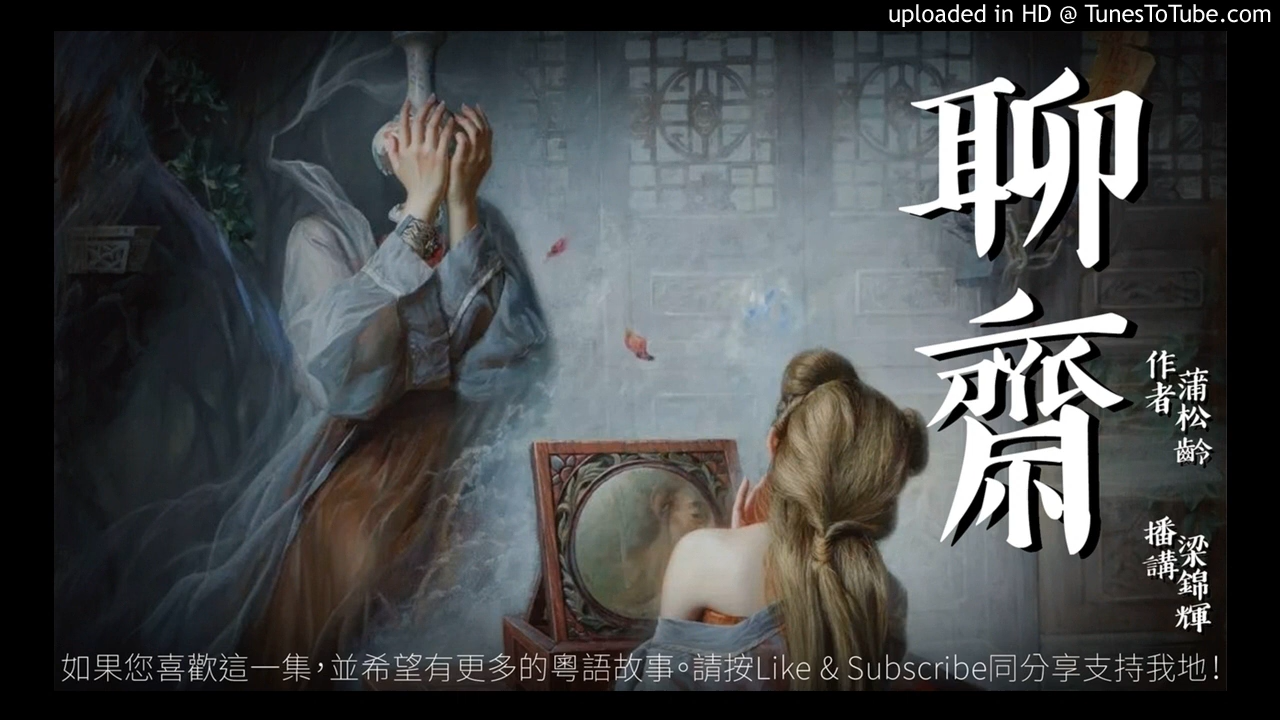 uploaded in HD @ TunesToTube.com
聊齋
作者
蒲松齡
播講
梁錦輝
如果您喜歡這一集，並希望有更多的粵語故事。請按Like & Subscribe同分享支持我地！